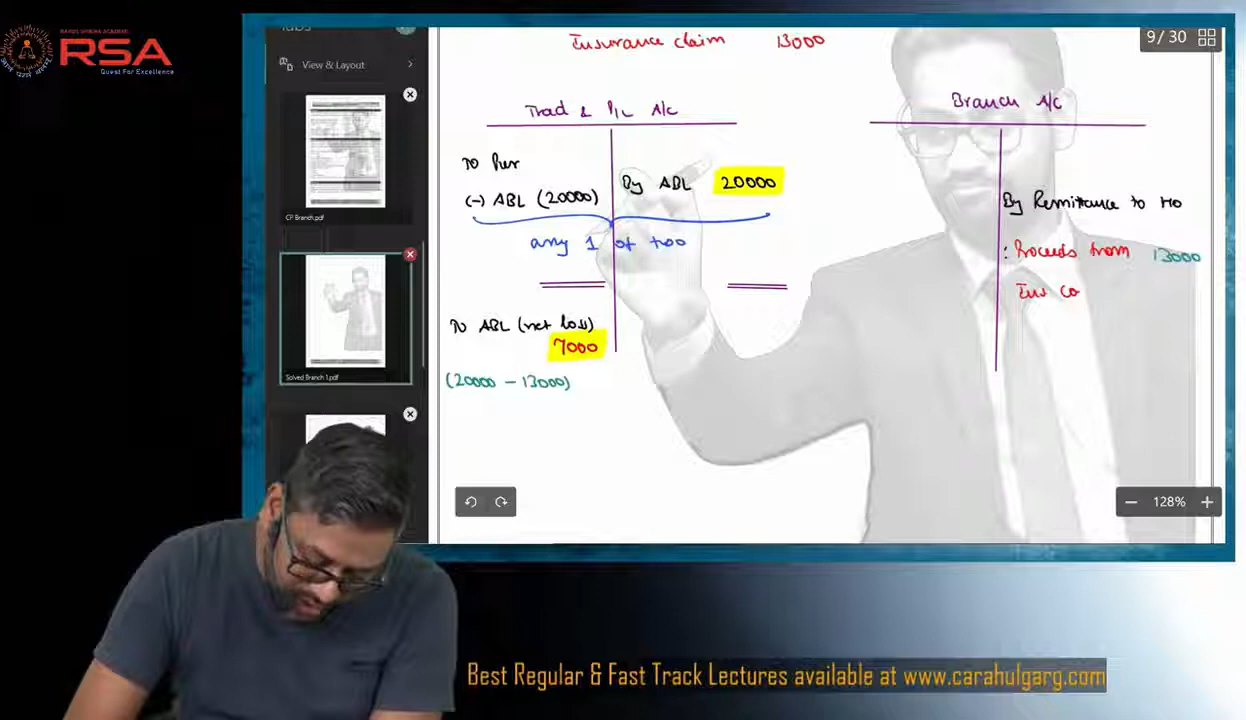 RAHUL SHARMA ACADEMY
RSA
Quest For Excellence
View & Layout
CP Branch.pdf
Solved Branch 1.pdf
9 / 30
Insurance claim 13000
Trad & P/L A/c
To Pur
(-) ABL (20000)
By ABL 20000
any 1 of two
To ABL (net loss)
7000
(20000 - 13000)
Branch A/c
By Remittance to HO
: Proceeds from 13000
Ins Co
128%
Best Regular & Fast Track Lectures available at www.carahulgarg.com